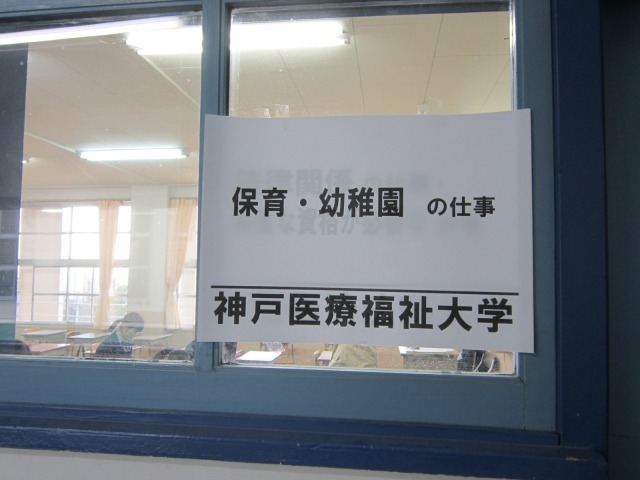 保育・幼稚園 の仕事
神戸医療福祉大学